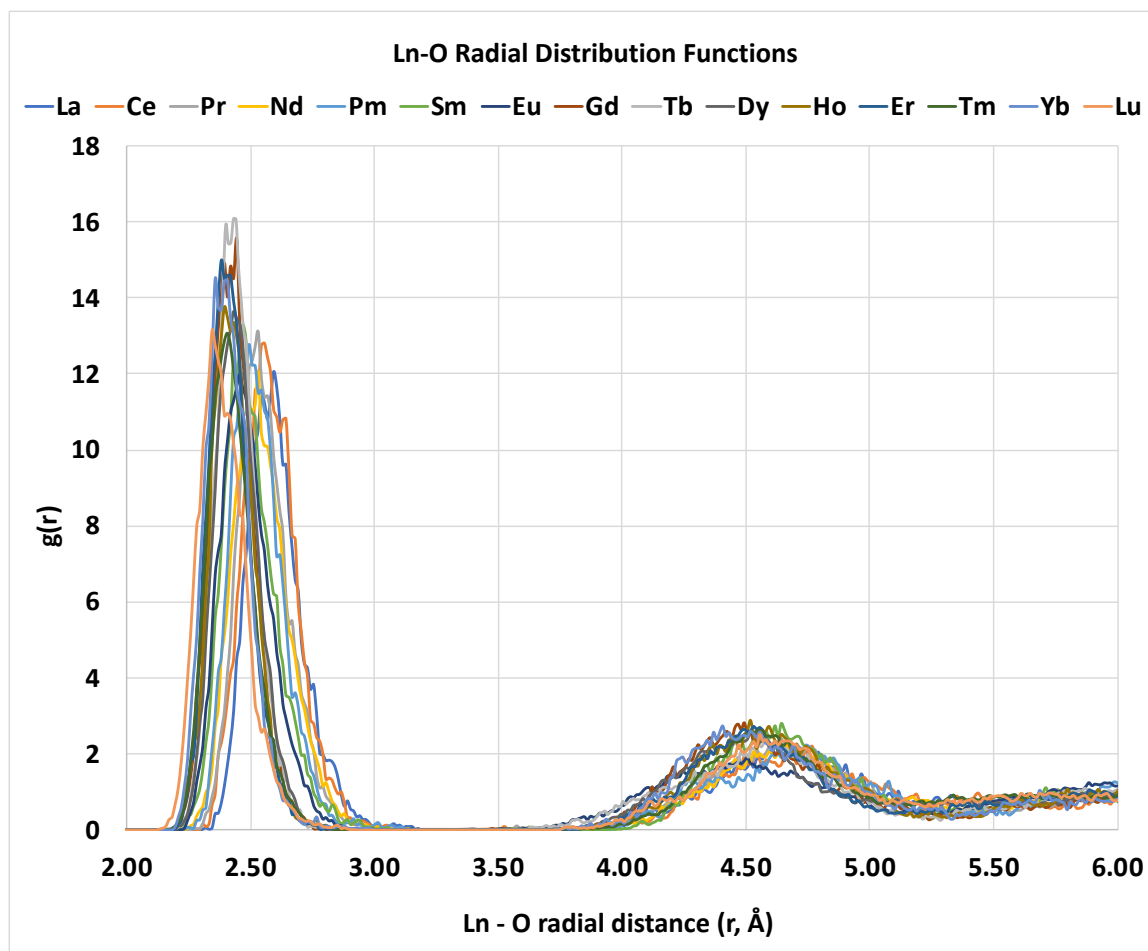 Ln-O Radial Distribution Functions
La Ce Pr Nd Pm Sm Eu Gd Tb Dy Ho Er Tm Yb Lu
18
16
14
12
10
8
6
4
2
0
g(r)
2.00 2.50 3.00 3.50 4.00 4.50 5.00 5.50 6.00
Ln - O radial distance (r, Å)